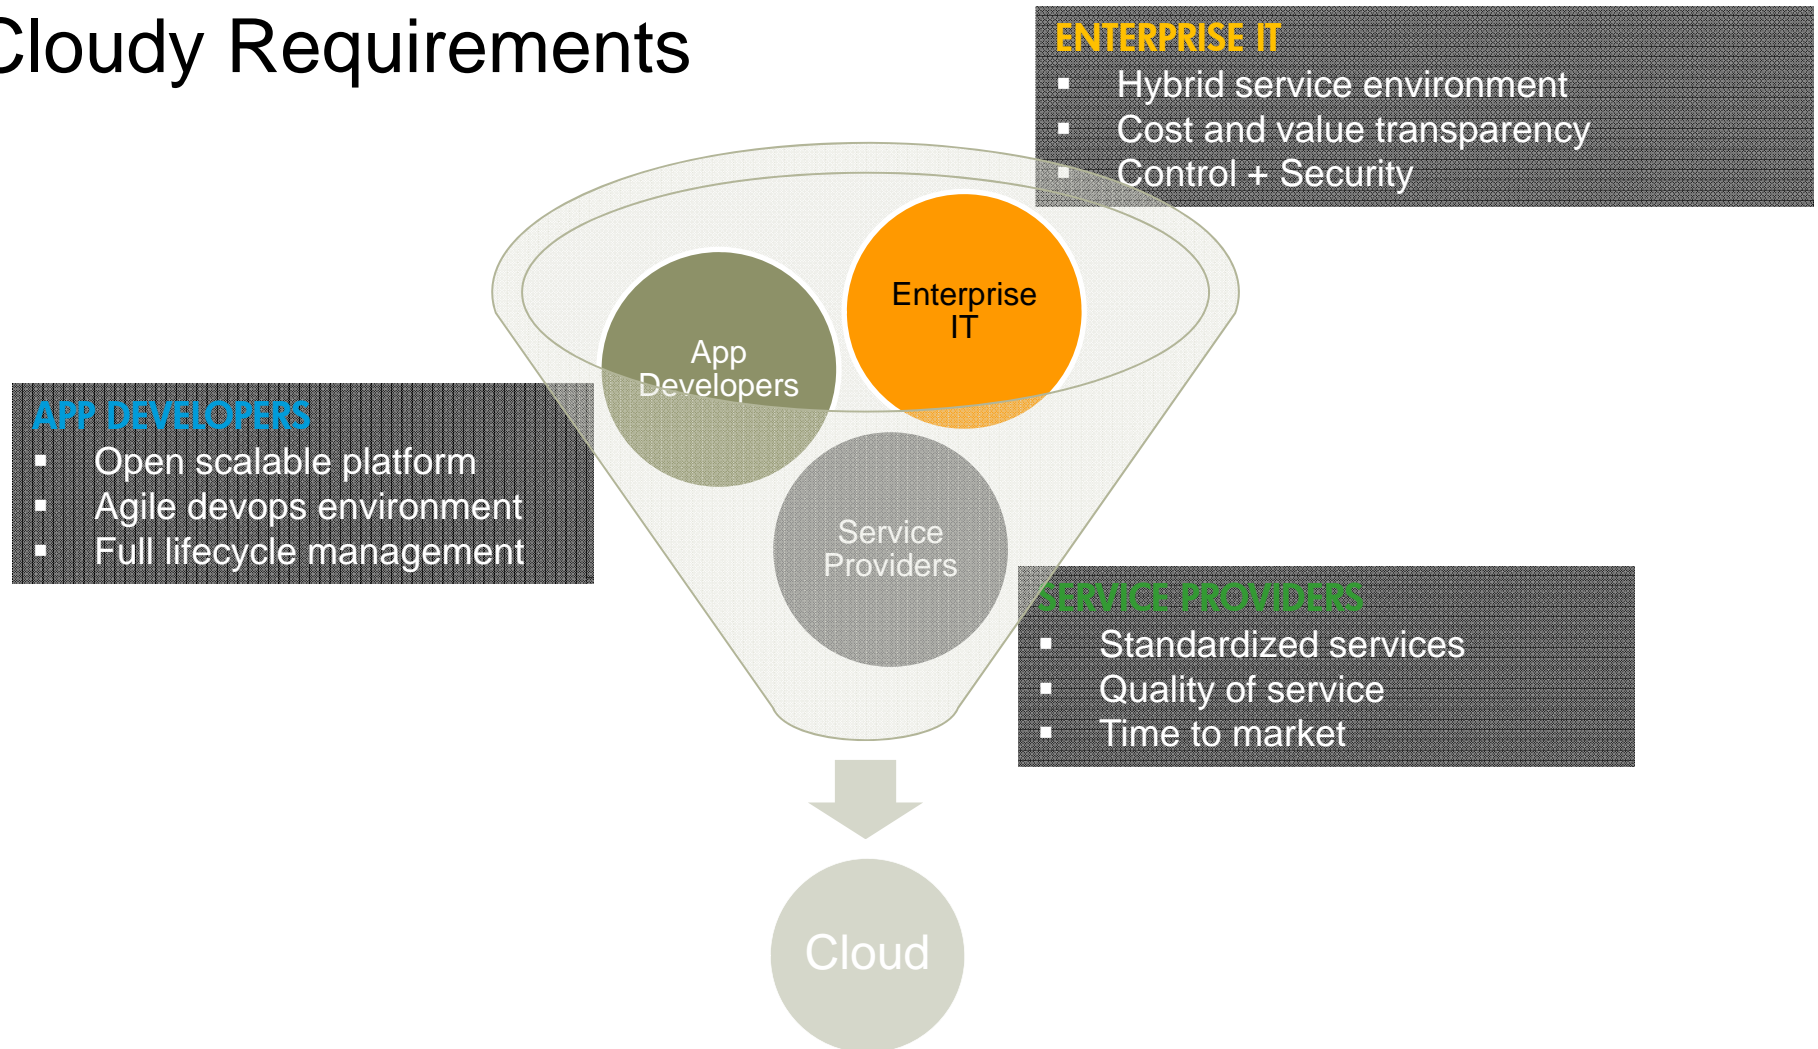 Cloudy Requirements
ENTERPRISE IT
▪ Hybrid service environment
▪ Cost and value transparency
▪ Control + Security
Enterprise
IT
App
Developers
APP DEVELOPERS
▪ Open scalable platform
▪ Agile devops environment
▪ Full lifecycle management
Service
Providers
SERVICE PROVIDERS
▪ Standardized services
▪ Quality of service
▪ Time to market
Cloud